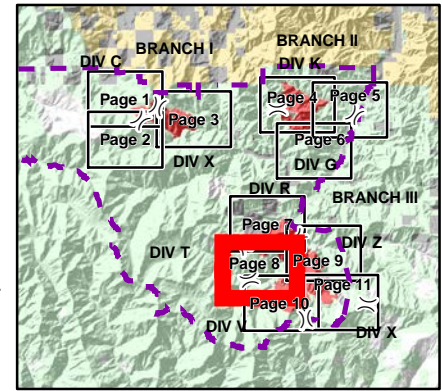 BRANCH I
BRANCH II
DIV C
DIV K
Page 1
Page 4
Page 5
Page 3
Page 2
Page 6
DIV X
DIV G
DIV R
BRANCH III
Page 7
DIV T
DIV Z
Page 8
Page 9
Page 11
Page 10
DIV V
DIV X